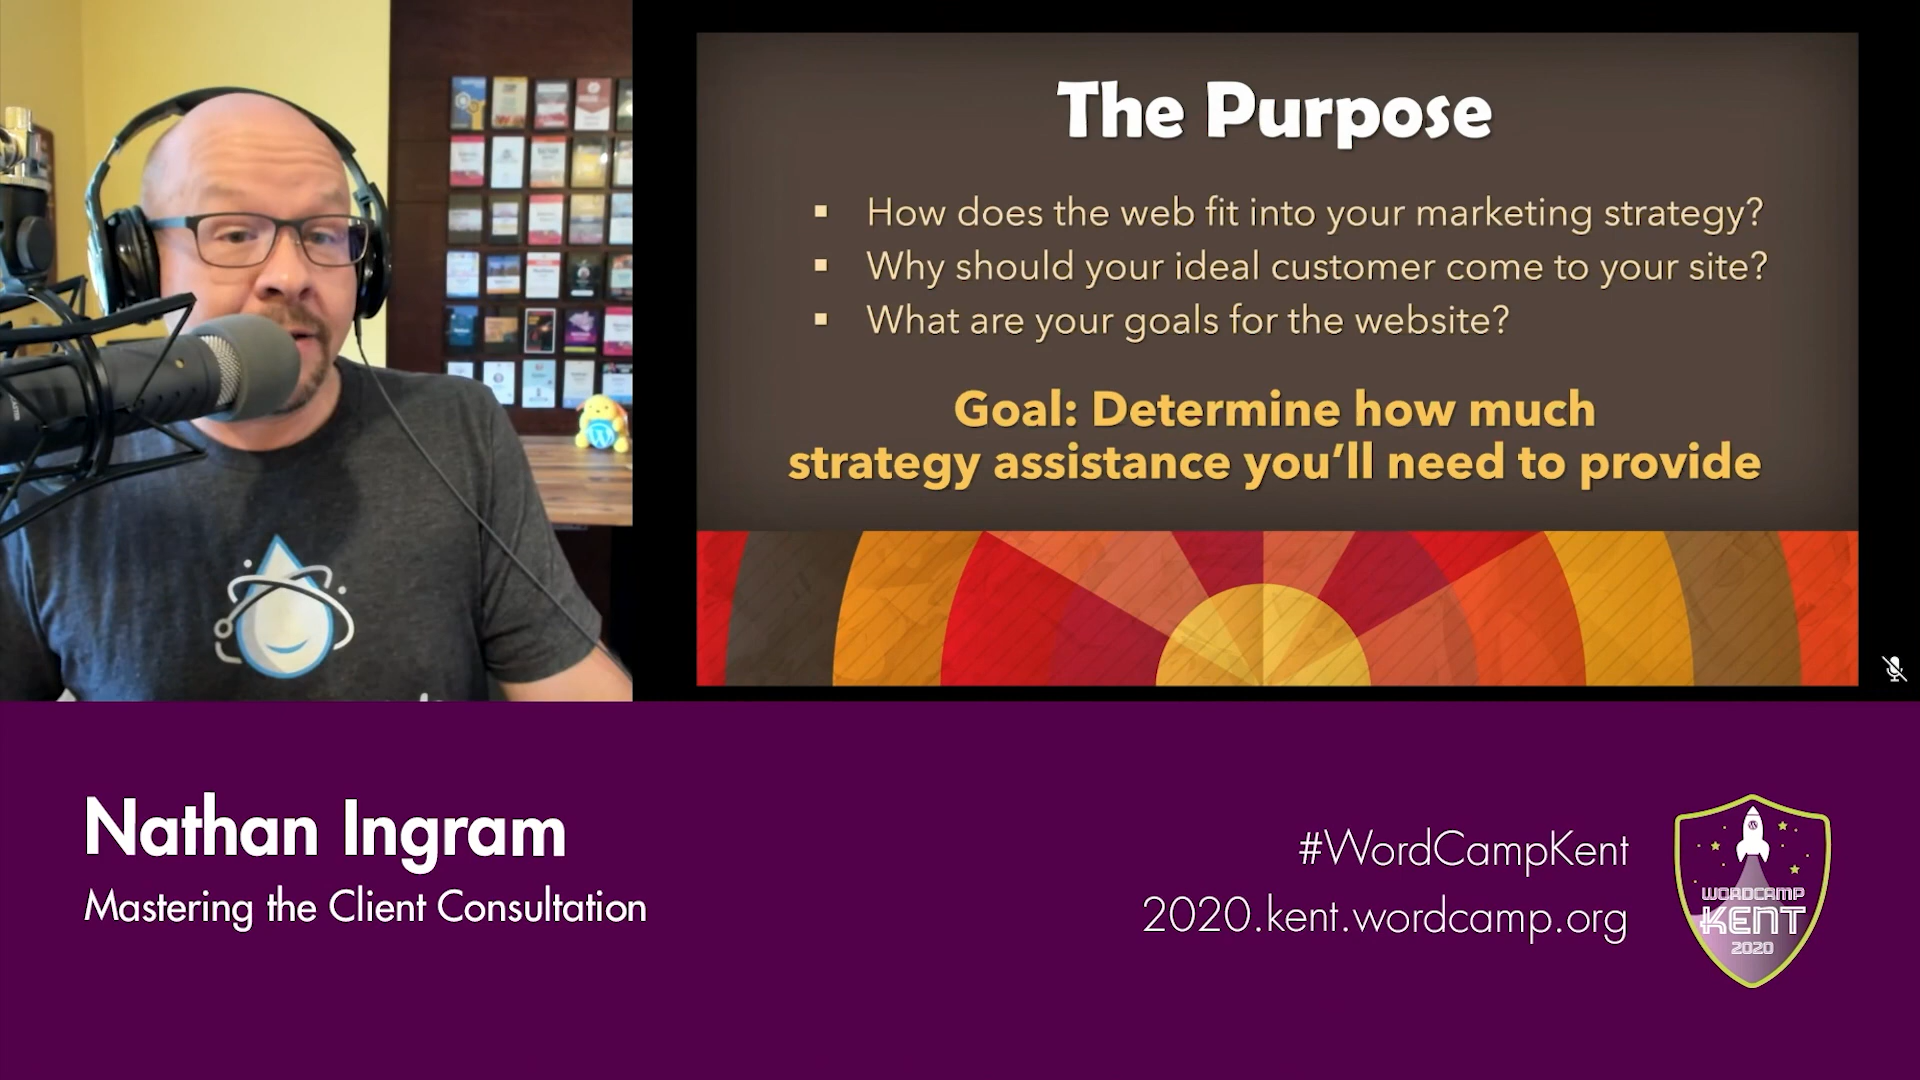 The Purpose
▪ How does the web fit into your marketing strategy?
▪ Why should your ideal customer come to your site?
▪ What are your goals for the website?
Goal: Determine how much
strategy assistance you'll need to provide
Nathan Ingram
Mastering the Client Consultation
#WordCampKent
2020.kent.wordcamp.org
WORDCAMP
KENT
2020